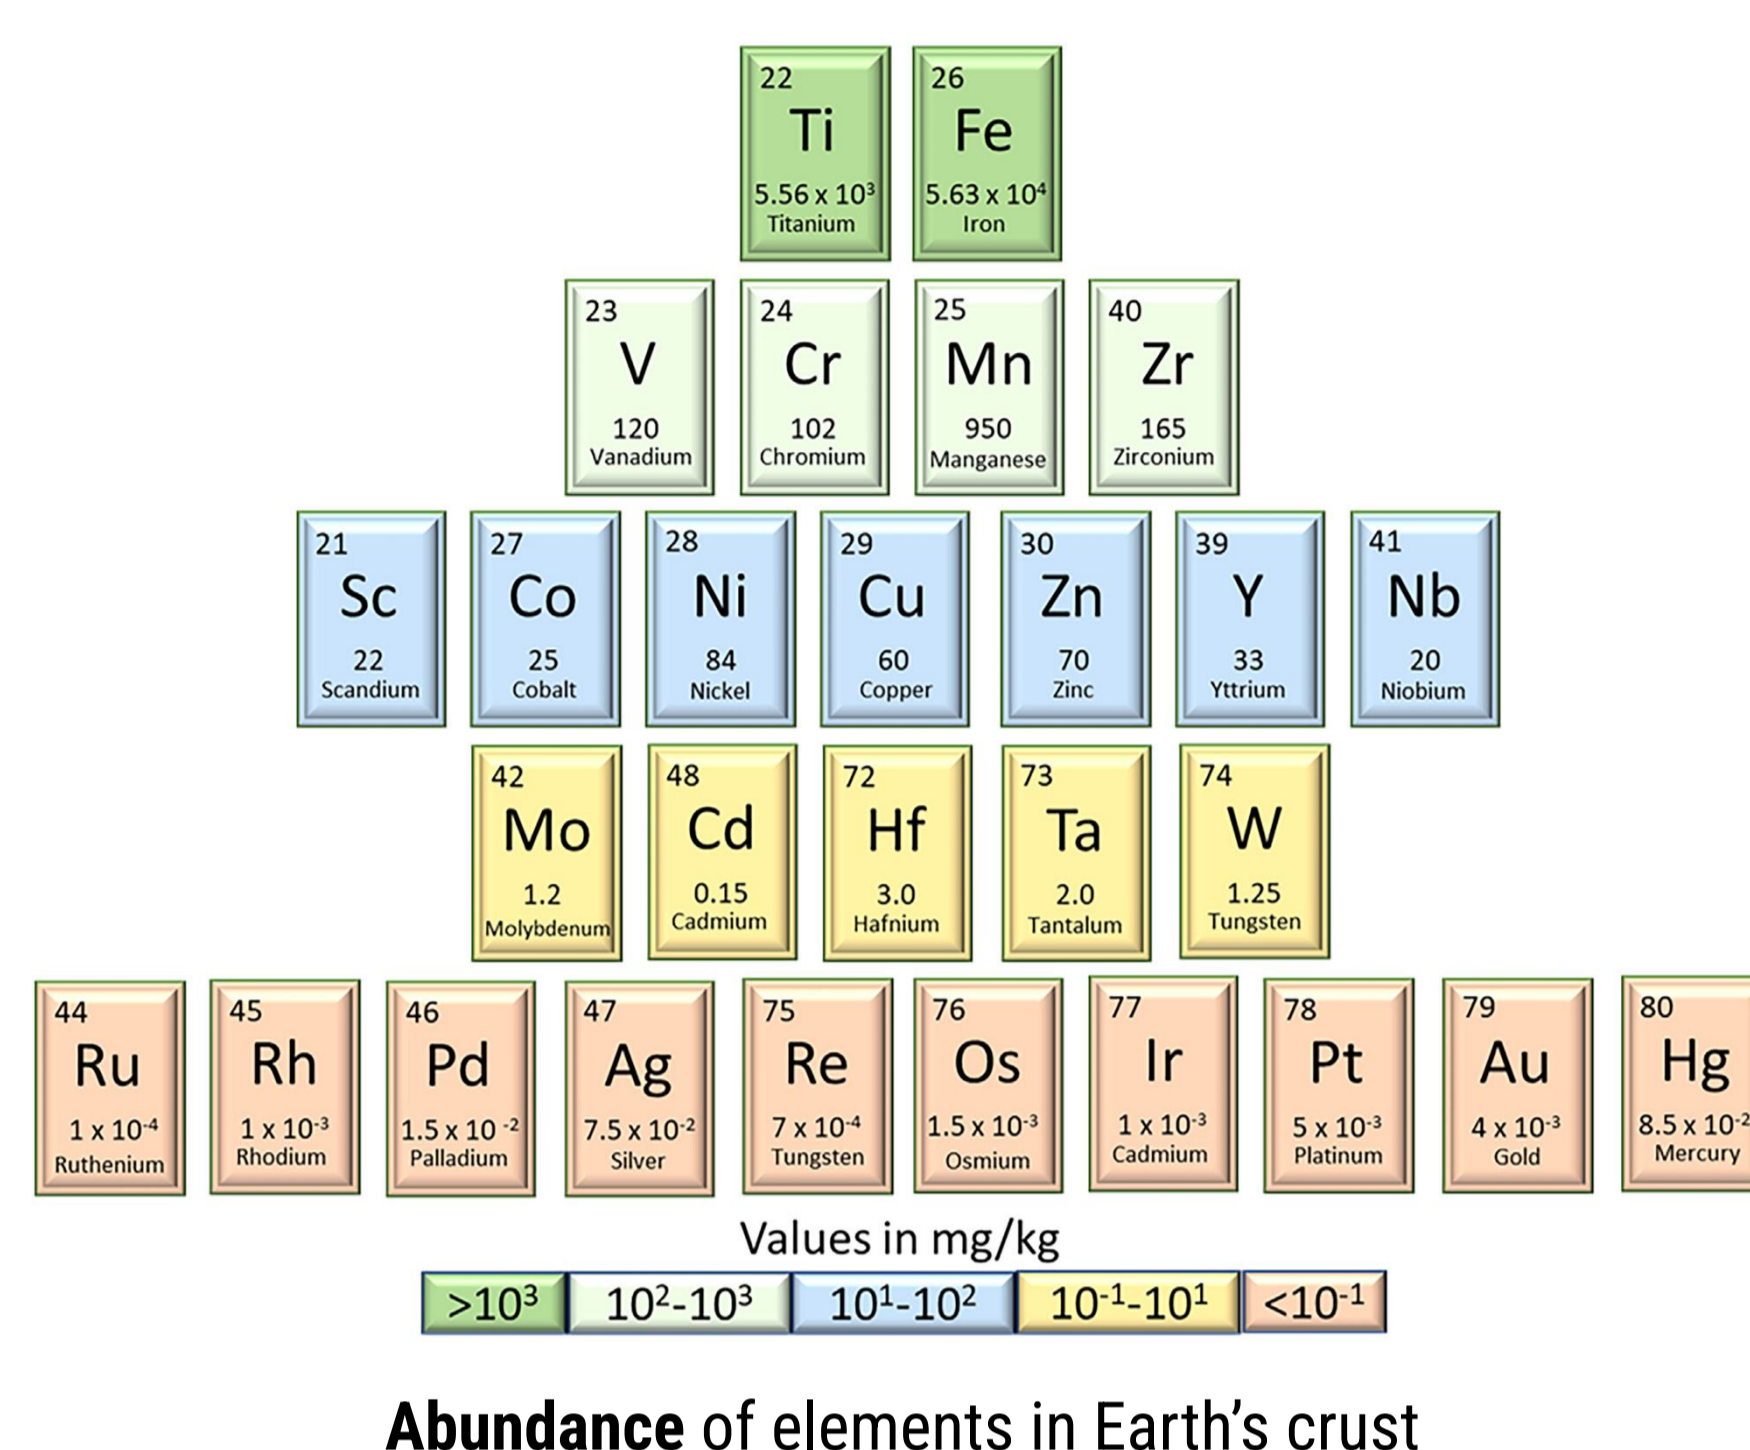 22 26
Ti Fe
5.56 x 10³ 5.63 x 10⁴
Titanium Iron
23 24 25 40
V Cr Mn Zr
120 102 950 165
Vanadium Chromium Manganese Zirconium
21 27 28 29 30 39 41
Sc Co Ni Cu Zn Y Nb
22 25 84 60 70 33 20
Scandium Cobalt Nickel Copper Zinc Yttrium Niobium
42 48 72 73 74
Mo Cd Hf Ta W
1.2 0.15 3.0 2.0 1.25
Molybdenum Cadmium Hafnium Tantalum Tungsten
44 45 46 47 75 76 77 78 79 80
Ru Rh Pd Ag Re Os Ir Pt Au Hg
1 x 10⁻⁴ 1 x 10⁻³ 1.5 x 10 ⁻² 7.5 x 10⁻² 7 x 10⁻⁴ 1.5 x 10⁻³ 1 x 10⁻³ 5 x 10⁻³ 4 x 10⁻³ 8.5 x 10⁻²
Ruthenium Rhodium Palladium Silver Tungsten Osmium Cadmium Platinum Gold Mercury
Values in mg/kg
>10³ 10²-10³ 10¹-10² 10⁻¹-10¹ <10⁻¹
Abundance of elements in Earth’s crust